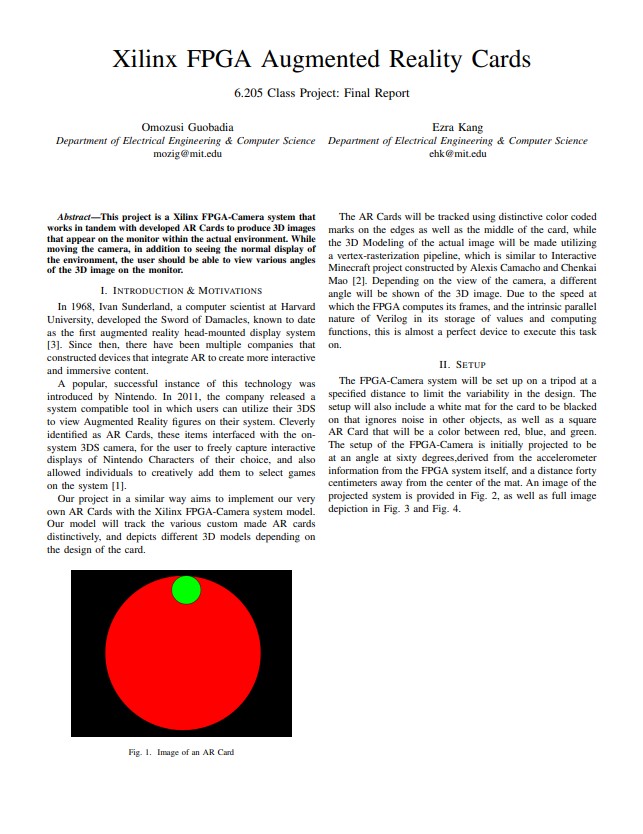 Xilinx FPGA Augmented Reality Cards
6.205 Class Project: Final Report
Omozusi Guobadia
Department of Electrical Engineering & Computer Science
mozig@mit.edu
Ezra Kang
Department of Electrical Engineering & Computer Science
ehk@mit.edu
Abstract—This project is a Xilinx FPGA-Camera system that
works in tandem with developed AR Cards to produce 3D images
that appear on the monitor within the actual environment. While
moving the camera, in addition to seeing the normal display of
the environment, the user should be able to view various angles
of the 3D image on the monitor.
I. Introduction & Motivations
In 1968, Ivan Sunderland, a computer scientist at Harvard
University, developed the Sword of Damacles, known to date
as the first augmented reality head-mounted display system
[3]. Since then, there have been multiple companies that
constructed devices that integrate AR to create more interactive
and immersive content.
A popular, successful instance of this technology was
introduced by Nintendo. In 2011, the company released a
system compatible tool in which users can utilize their 3DS
to view Augmented Reality figures on their system. Cleverly
identified as AR Cards, these items interfaced with the on-
system 3DS camera, for the user to freely capture interactive
displays of Nintendo Characters of their choice, and also
allowed individuals to creatively add them to select games
on the system [1].
Our project in a similar way aims to implement our very
own AR Cards with the Xilinx FPGA-Camera system model.
Our model will track the various custom made AR cards
distinctively, and depicts different 3D models depending on
the design of the card.
Fig. 1. Image of an AR Card
The AR Cards will be tracked using distinctive color coded
marks on the edges as well as the middle of the card, while
the 3D Modeling of the actual image will be made utilizing
a vertex-rasterization pipeline, which is similar to Interactive
Minecraft project constructed by Alexis Camacho and Chenkai
Mao [2]. Depending on the view of the camera, a different
angle will be shown of the 3D image. Due to the speed at
which the FPGA computes its frames, and the intrinsic parallel
nature of Verilog in its storage of values and computing
functions, this is almost a perfect device to execute this task
on.
II. Setup
The FPGA-Camera system will be set up on a tripod at a
specified distance to limit the variability in the design. The
setup will also include a white mat for the card to be blacked
on that ignores noise in other objects, as well as a square
AR Card that will be a color between red, blue, and green.
The setup of the FPGA-Camera is initially projected to be
at an angle at sixty degrees,derived from the accelerometer
information from the FPGA system itself, and a distance forty
centimeters away from the center of the mat. An image of the
projected system is provided in Fig. 2, as well as full image
depiction in Fig. 3 and Fig. 4.